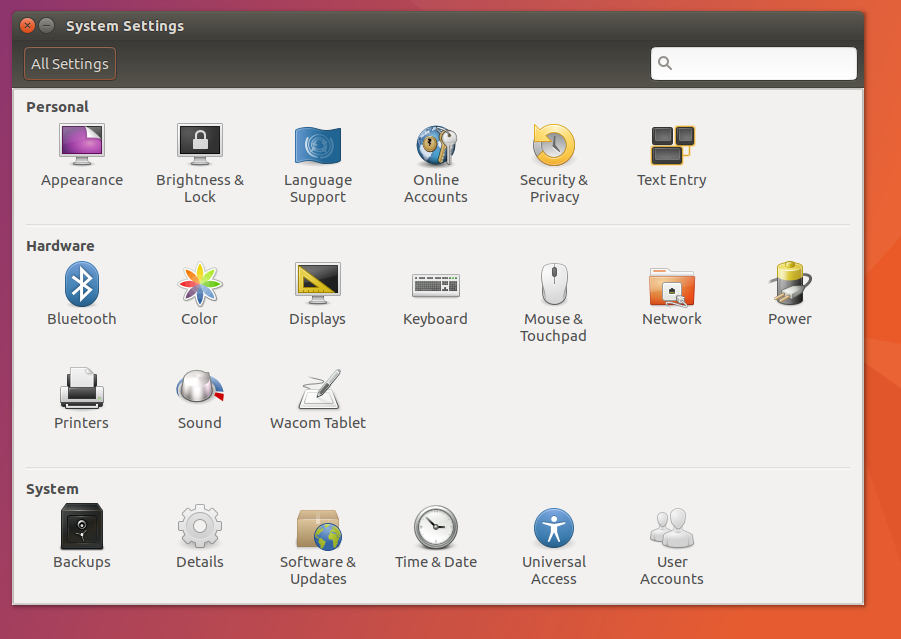 System Settings
All Settings
Personal
Appearance
Brightness &
Lock
Language
Support
Online
Accounts
Security &
Privacy
Text Entry
Hardware
Bluetooth
Color
Displays
Keyboard
Mouse &
Touchpad
Network
Power
Printers
Sound
Wacom Tablet
System
Backups
Details
Software &
Updates
Time & Date
Universal
Access
User
Accounts